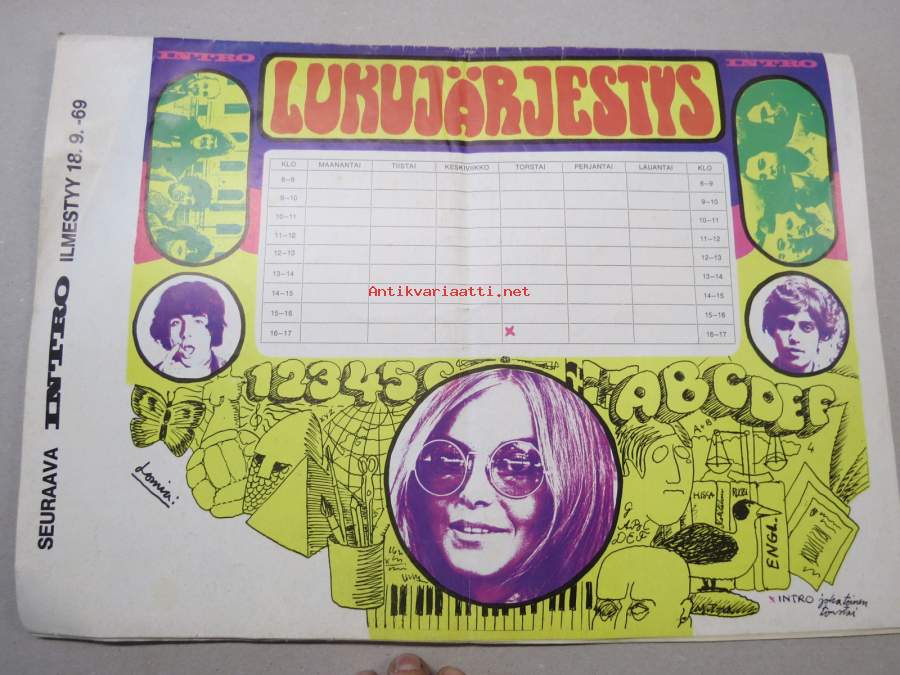 INTRO
LUKUJÄRJESTYS
INTRO
KLO MAANANTAI TIISTAI KESKIVIIKKO TORSTAI PERJANTAI LAUANTAI KLO
8–9 8–9
9–10 9–10
10–11 10–11
11–12 11–12
12–13 12–13
13–14 13–14
14–15 14–15
15–16 15–16
16–17 x 16–17
Antikvariaatti.net
SEURAAVA INTRO ILMESTYY 18. 9. -69
12345
ABCDEF
A+B
ABC
DEF
ENGL.
x INTRO joka toinen
torstai